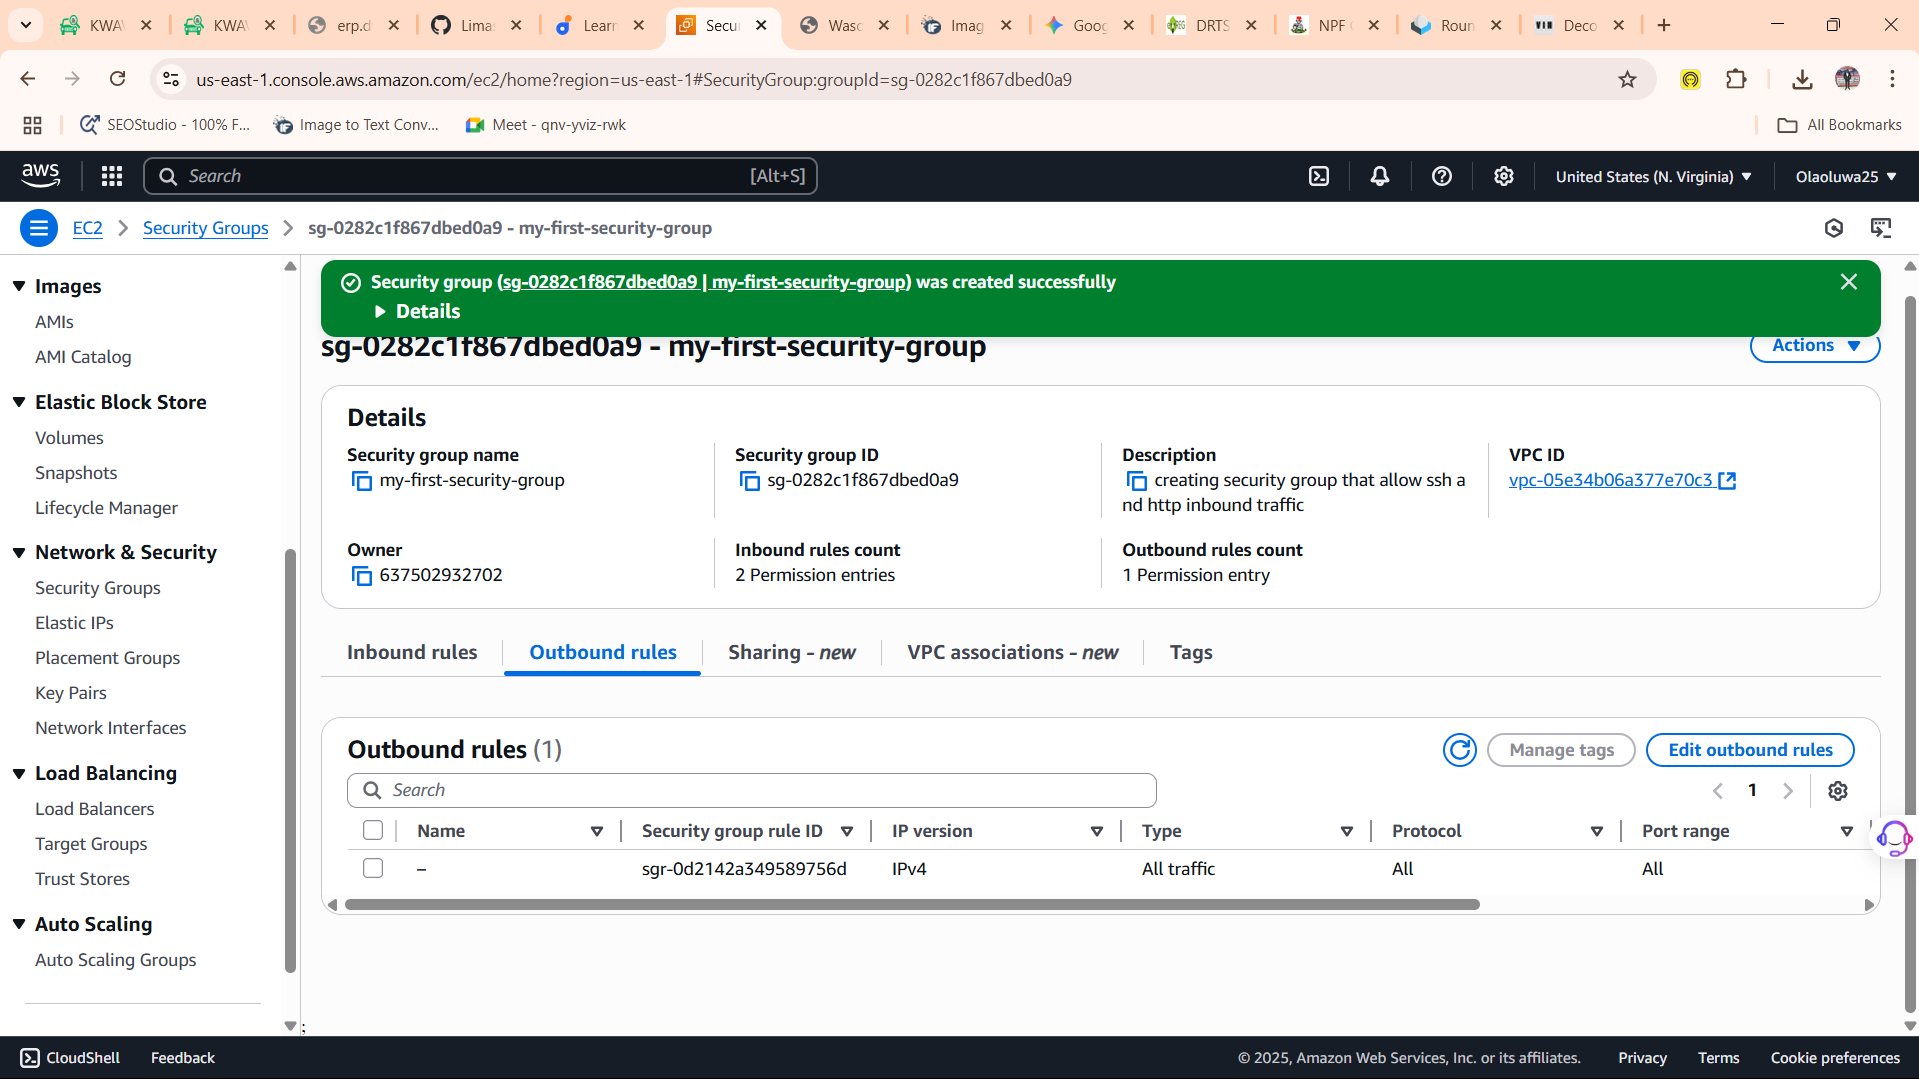 KWAV
KWAV
erp.d
Limas
Learn
Secur
Wasc
Imag
Goog
DRTS
NPF
Roun
Deco
us-east-1.console.aws.amazon.com/ec2/home?region=us-east-1#SecurityGroup:groupId=sg-0282c1f867dbed0a9
SEOStudio - 100% F...
Image to Text Conv...
Meet - qnv-yviz-rwk
All Bookmarks
aws
Search
[Alt+S]
United States (N. Virginia)
Olaoluwa25
EC2
Security Groups
sg-0282c1f867dbed0a9 - my-first-security-group
Images
AMIs
AMI Catalog
Elastic Block Store
Volumes
Snapshots
Lifecycle Manager
Network & Security
Security Groups
Elastic IPs
Placement Groups
Key Pairs
Network Interfaces
Load Balancing
Load Balancers
Target Groups
Trust Stores
Auto Scaling
Auto Scaling Groups
Security group (sg-0282c1f867dbed0a9 | my-first-security-group) was created successfully
Details
sg-0282c1f867dbed0a9 - my-first-security-group
Actions
Details
Security group name
my-first-security-group
Security group ID
sg-0282c1f867dbed0a9
Description
creating security group that allow ssh a
nd http inbound traffic
VPC ID
vpc-05e34b06a377e70c3
Owner
637502932702
Inbound rules count
2 Permission entries
Outbound rules count
1 Permission entry
Inbound rules
Outbound rules
Sharing - new
VPC associations - new
Tags
Outbound rules (1)
Manage tags
Edit outbound rules
Search
1
Name
Security group rule ID
IP version
Type
Protocol
Port range
–
sgr-0d2142a349589756d
IPv4
All traffic
All
All
;
CloudShell
Feedback
© 2025, Amazon Web Services, Inc. or its affiliates.
Privacy
Terms
Cookie preferences